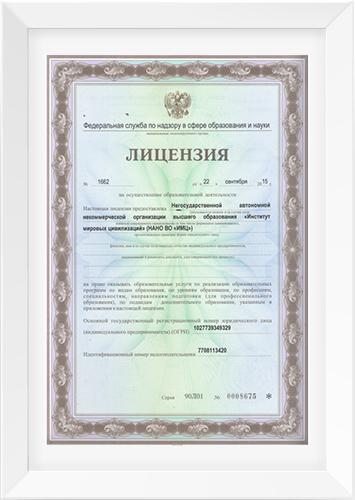 Федеральная служба по надзору в сфере образования и науки
наименование лицензирующего органа
ЛИЦЕНЗИЯ
№ 1662 от « 22 » сентября 2015 г.
на осуществление образовательной деятельности
Настоящая лицензия предоставлена Негосударственной автономной
некоммерческой организации высшего образования «Институт
мировых цивилизаций» (НАНО ВО «ИМЦ»)
на право оказывать образовательные услуги по реализации образовательных
программ по видам образования, по уровням образования, по профессиям,
специальностям, направлениям подготовки (для профессионального
образования), по подвидам дополнительного образования, указанным в
приложении к настоящей лицензии.
Основной государственный регистрационный номер юридического лица
(индивидуального предпринимателя) (ОГРН) 1027739349329
Идентификационный номер налогоплательщика 7708113420
Серия 90Л01 № 0008675 *